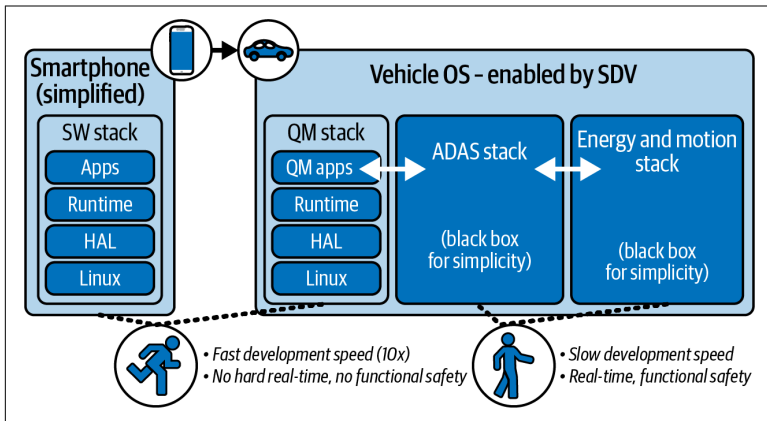 Smartphone
(simplified)
SW stack
Apps
Runtime
HAL
Linux
Vehicle OS – enabled by SDV
QM stack
QM apps
Runtime
HAL
Linux
ADAS stack
(black box
for simplicity)
Energy and motion
stack
(black box
for simplicity)
• Fast development speed (10x)
• No hard real-time, no functional safety
• Slow development speed
• Real-time, functional safety